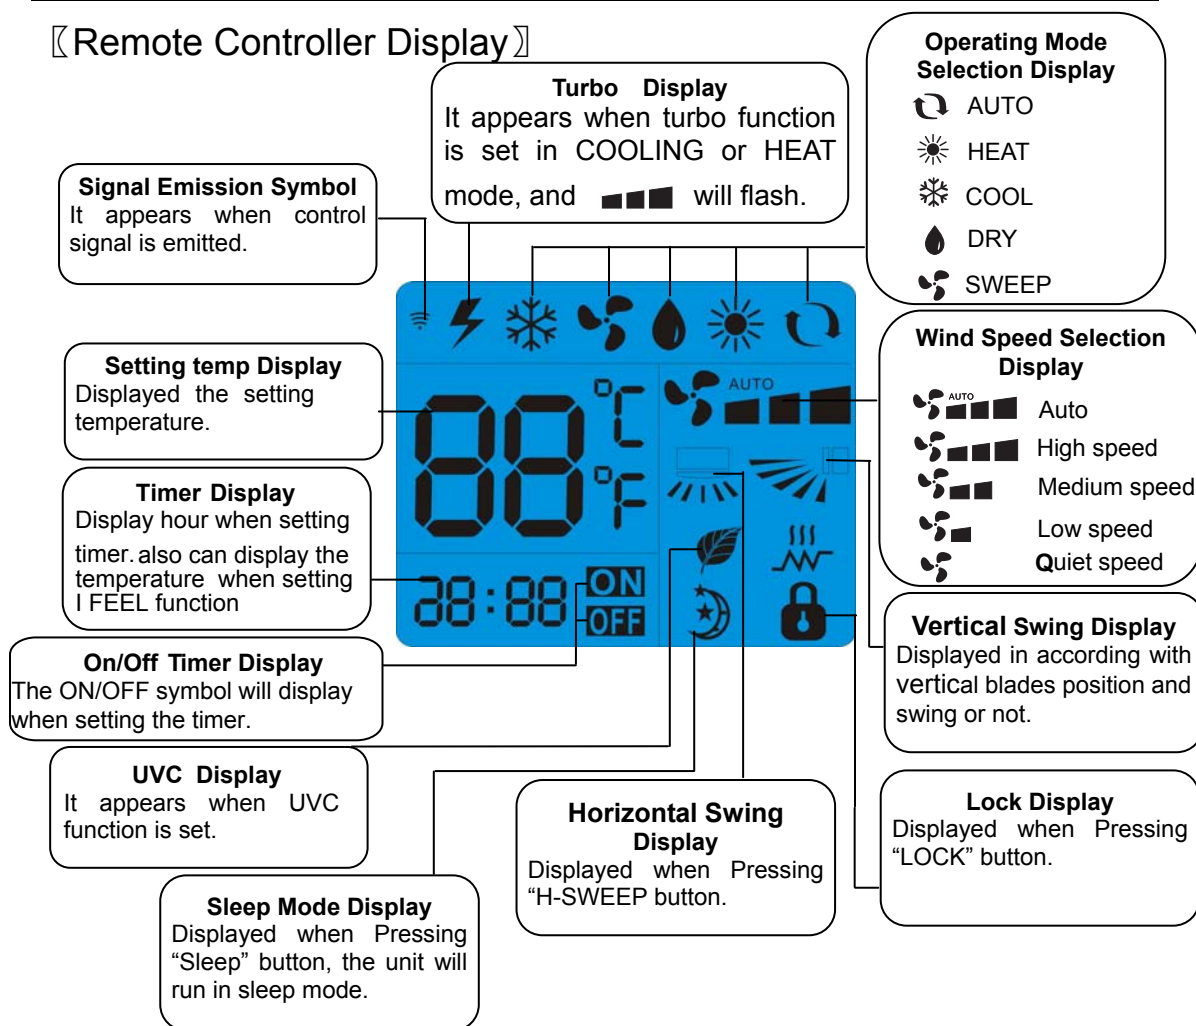 〖Remote Controller Display〗
Operating Mode
Selection Display
AUTO
HEAT
COOL
DRY
SWEEP
Turbo Display
It appears when turbo function
is set in COOLING or HEAT
mode, and will flash.
Signal Emission Symbol
It appears when control
signal is emitted.
Setting temp Display
Displayed the setting
temperature.
Timer Display
Display hour when setting
timer. also can display the
temperature when setting
I FEEL function
On/Off Timer Display
The ON/OFF symbol will display
when setting the timer.
UVC Display
It appears when UVC
function is set.
Sleep Mode Display
Displayed when Pressing
“Sleep” button, the unit will
run in sleep mode.
88 °C
°F
AUTO
88:88 ON
OFF
Wind Speed Selection
Display
AUTO Auto
High speed
Medium speed
Low speed
Quiet speed
Vertical Swing Display
Displayed in according with
vertical blades position and
swing or not.
Horizontal Swing
Display
Displayed when Pressing
“H-SWEEP button.
Lock Display
Displayed when Pressing
“LOCK” button.